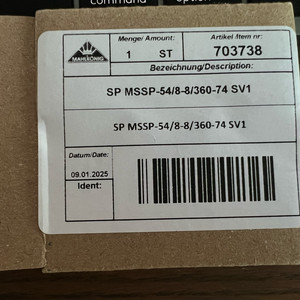 command
option
MAHLKÖNIG
Menge/ Amount:
1 ST
Artikel /Item nr:
703738
Bezeichnung/Description:
SP MSSP-54/8-8/360-74 SV1
SP MSSP-54/8-8/360-74 SV1
Datum/Date:
09.01.2025
Ident: